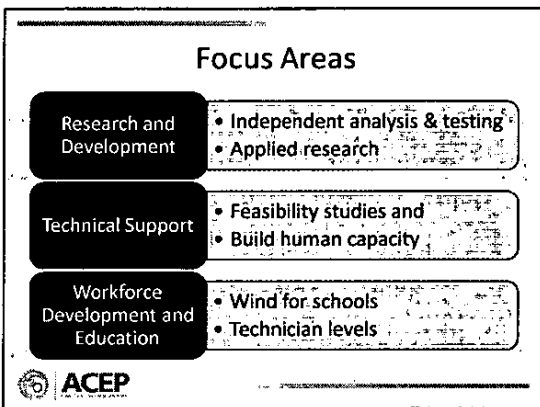 Focus Areas
Research and
Development
• Independent analysis & testing
• Applied research
Technical Support
• Feasibility studies and
• Build human capacity
Workforce
Development and
Education
• Wind for schools
• Technician levels
ACEP